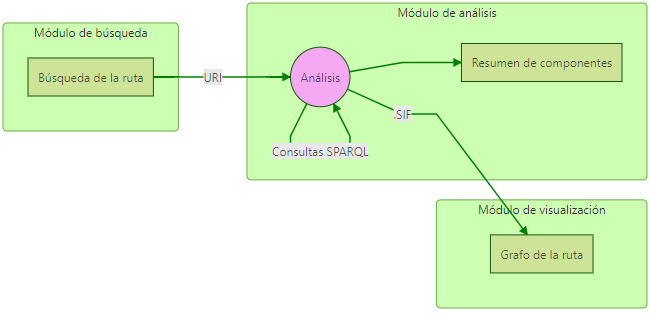 Módulo de búsqueda
Búsqueda de la ruta
URI
Módulo de análisis
Análisis
Resumen de componentes
.SIF
Consultas SPARQL
Módulo de visualización
Grafo de la ruta